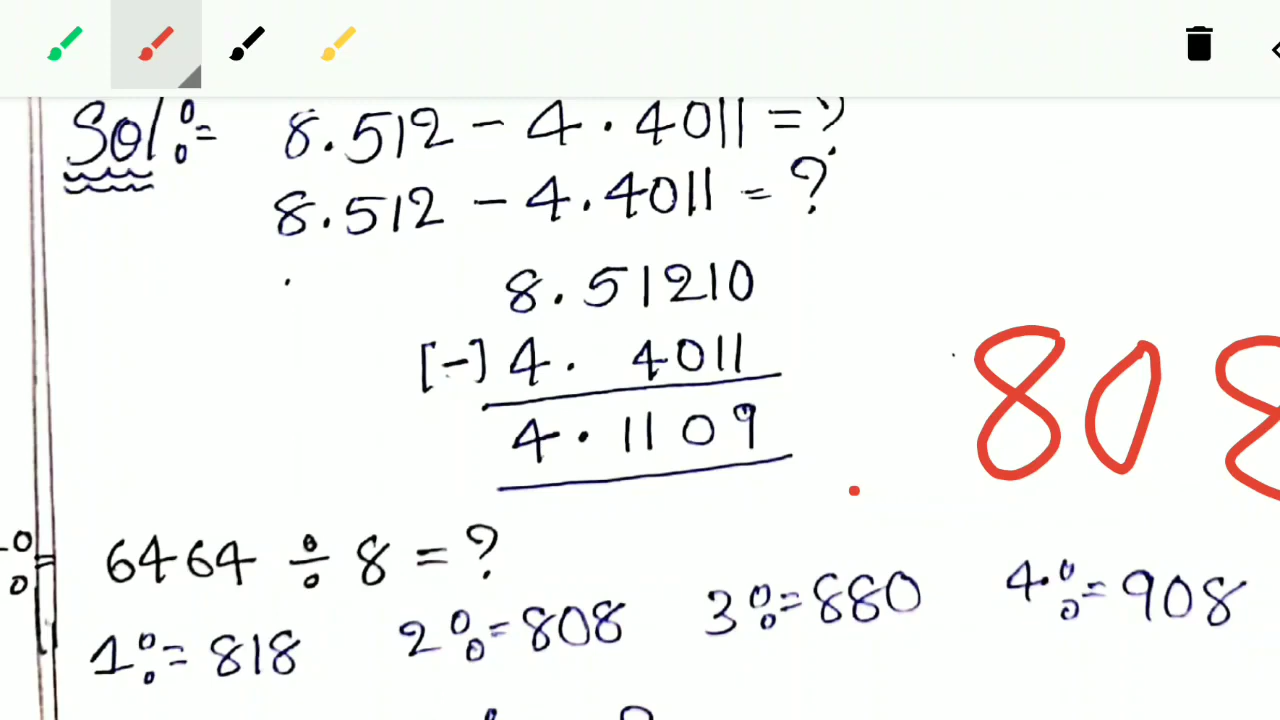 Sol:= 8.512 - 4.4011 = ?
8.512 - 4.4011 = ?
8.51210
[-] 4. 4011
4.1109
808
6464 ÷ 8 = ?
1:= 818 2:= 808 3:= 880 4.:= 908